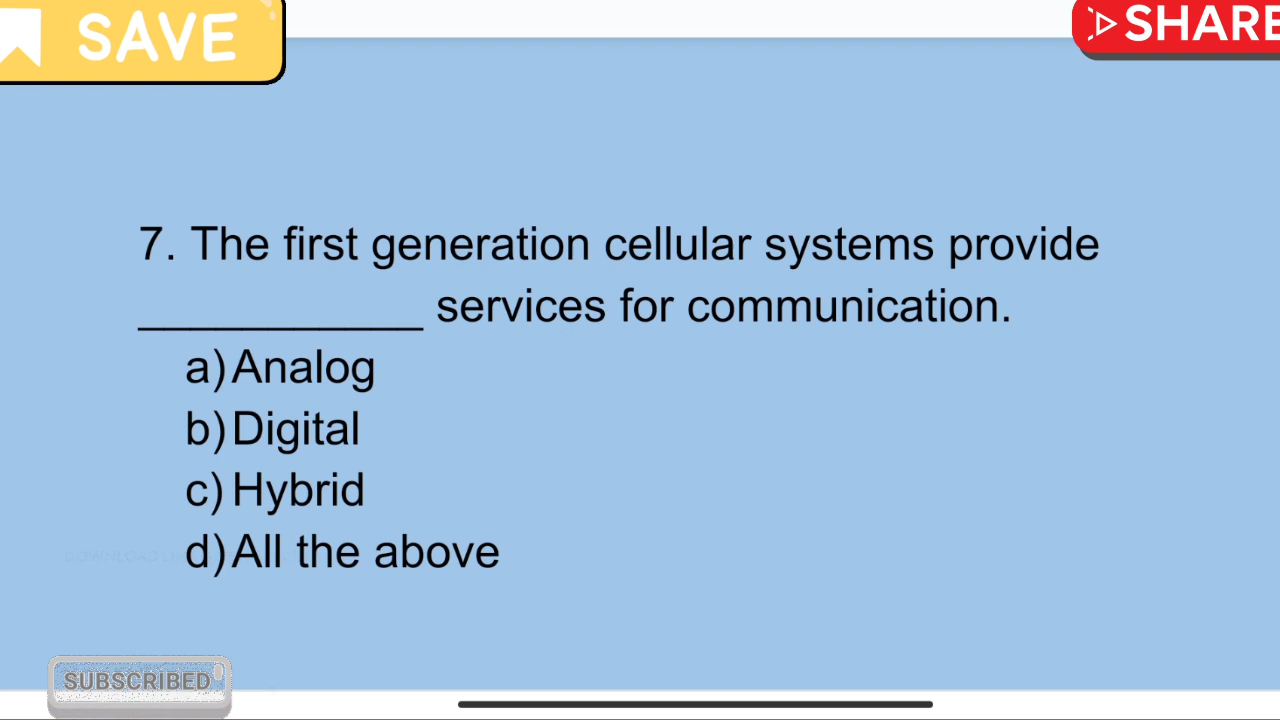 SAVE
SHARE
7. The first generation cellular systems provide
___________ services for communication.
a) Analog
b) Digital
c) Hybrid
d) All the above
SUBSCRIBED